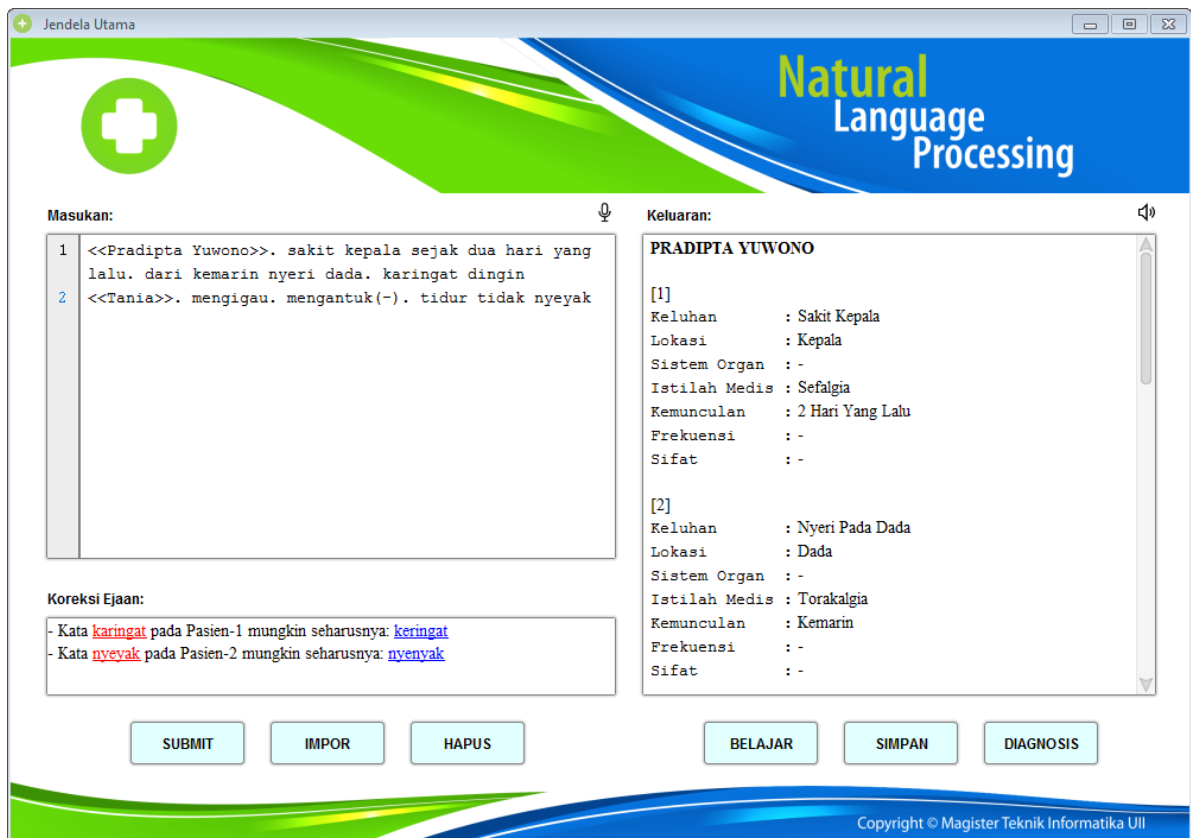 Jendela Utama
Natural
Language
Processing
Masukan:
1 <<Pradipta Yuwono>>. sakit kepala sejak dua hari yang
lalu. dari kemarin nyeri dada. karingat dingin
2 <<Tania>>. mengigau. mengantuk(-). tidur tidak nyeyak
Koreksi Ejaan:
- Kata karingat pada Pasien-1 mungkin seharusnya: keringat
- Kata nyeyak pada Pasien-2 mungkin seharusnya: nyenyak
SUBMIT
IMPOR
HAPUS
Keluaran:
PRADIPTA YUWONO
[1]
Keluhan : Sakit Kepala
Lokasi : Kepala
Sistem Organ : -
Istilah Medis : Sefalgia
Kemunculan : 2 Hari Yang Lalu
Frekuensi : -
Sifat : -
[2]
Keluhan : Nyeri Pada Dada
Lokasi : Dada
Sistem Organ : -
Istilah Medis : Torakalgia
Kemunculan : Kemarin
Frekuensi : -
Sifat : -
BELAJAR
SIMPAN
DIAGNOSIS
Copyright © Magister Teknik Informatika UII